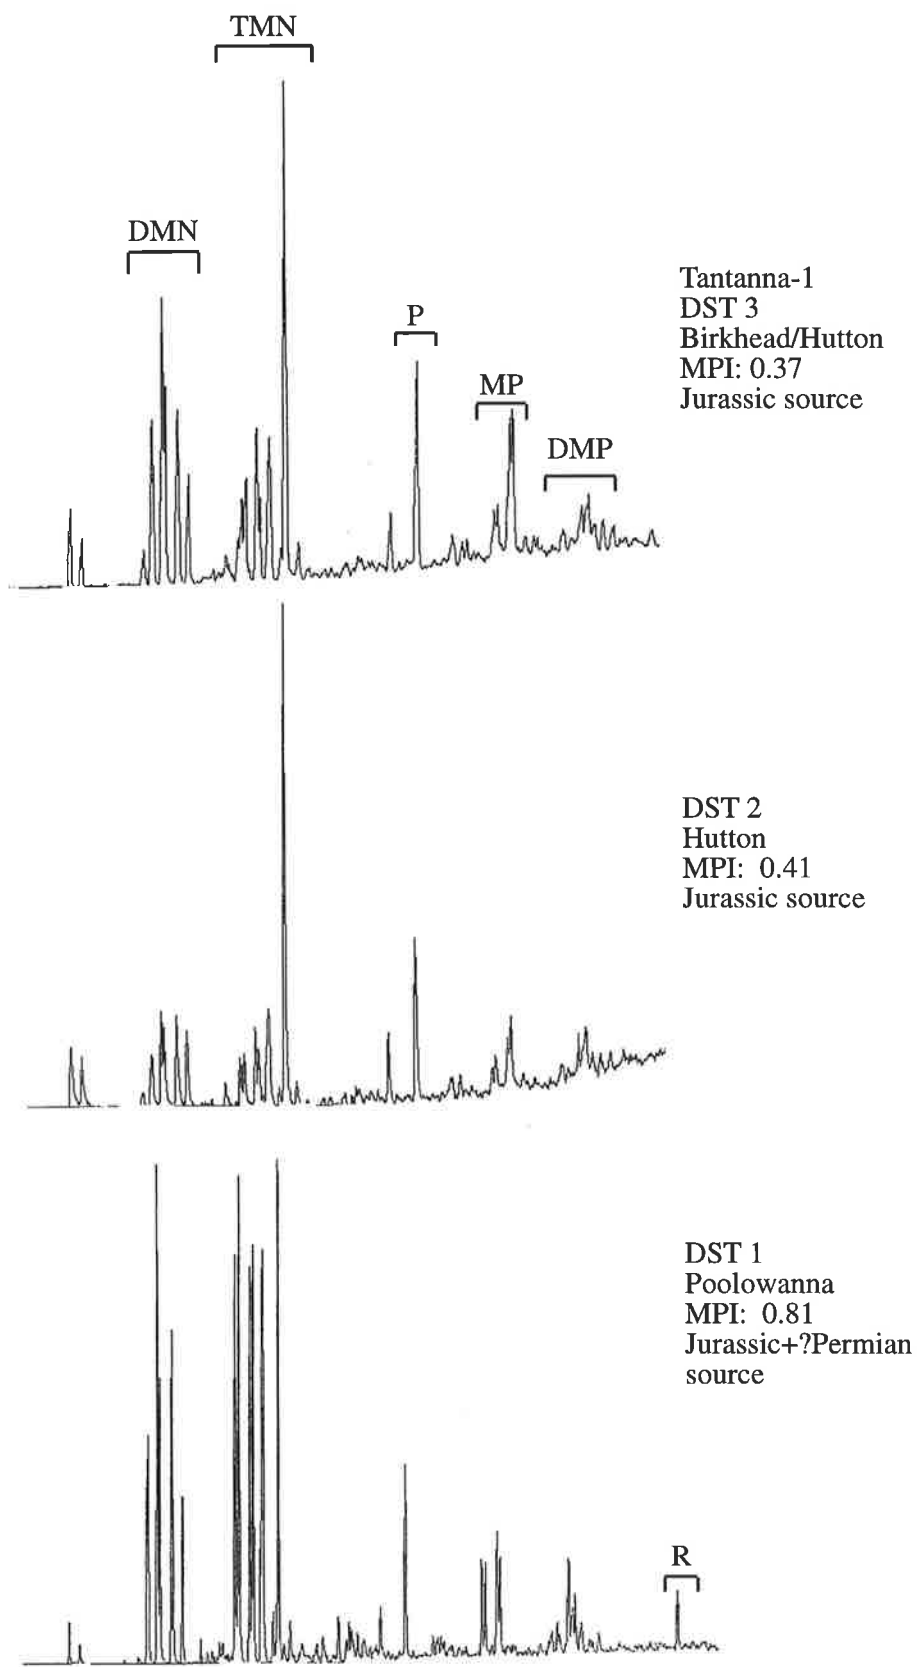 TMN
DMN
P
MP
DMP
Tantanna-1
DST 3
Birkhead/Hutton
MPI: 0.37
Jurassic source
DST 2
Hutton
MPI: 0.41
Jurassic source
DST 1
Poolowanna
MPI: 0.81
Jurassic+?Permian
source
R